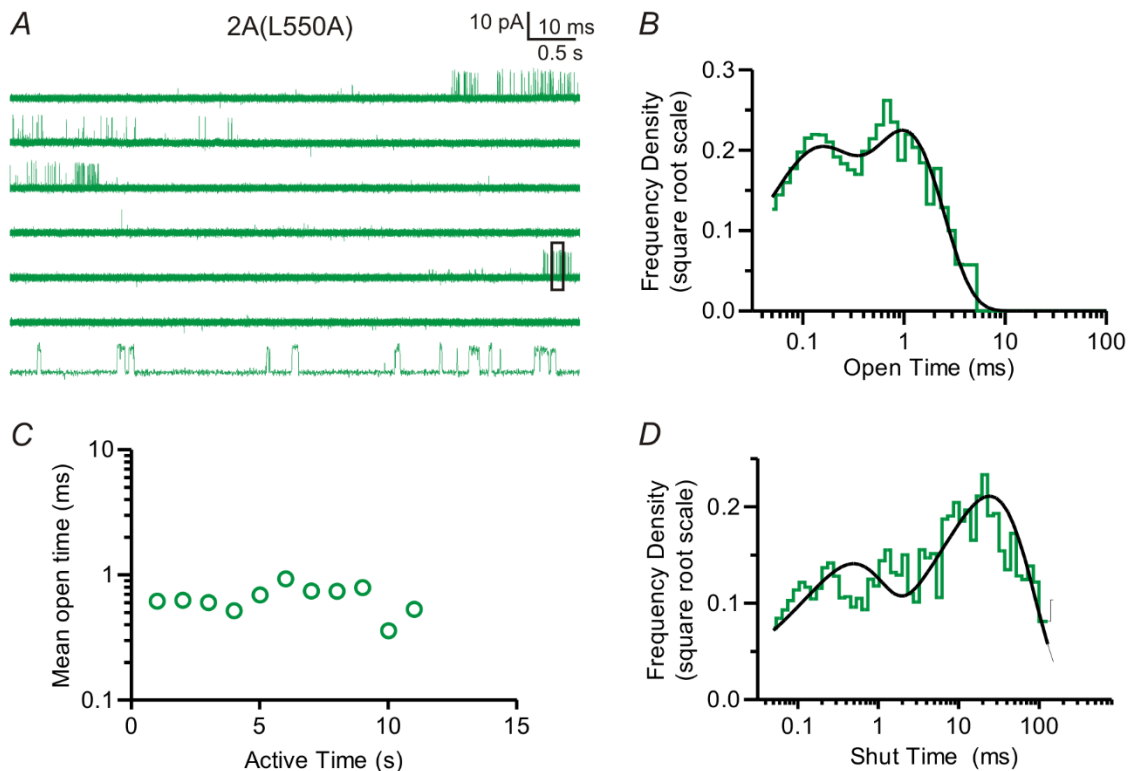 A
2A(L550A)
10 pA
10 ms
0.5 s
B
Frequency Density
(square root scale)
0.3
0.2
0.1
0.0
0.1
1
10
100
Open Time (ms)
C
Mean open time (ms)
10
1
0.1
0
5
10
15
Active Time (s)
D
Frequency Density
(square root scale)
0.2
0.1
0.0
0.1
1
10
100
Shut Time (ms)